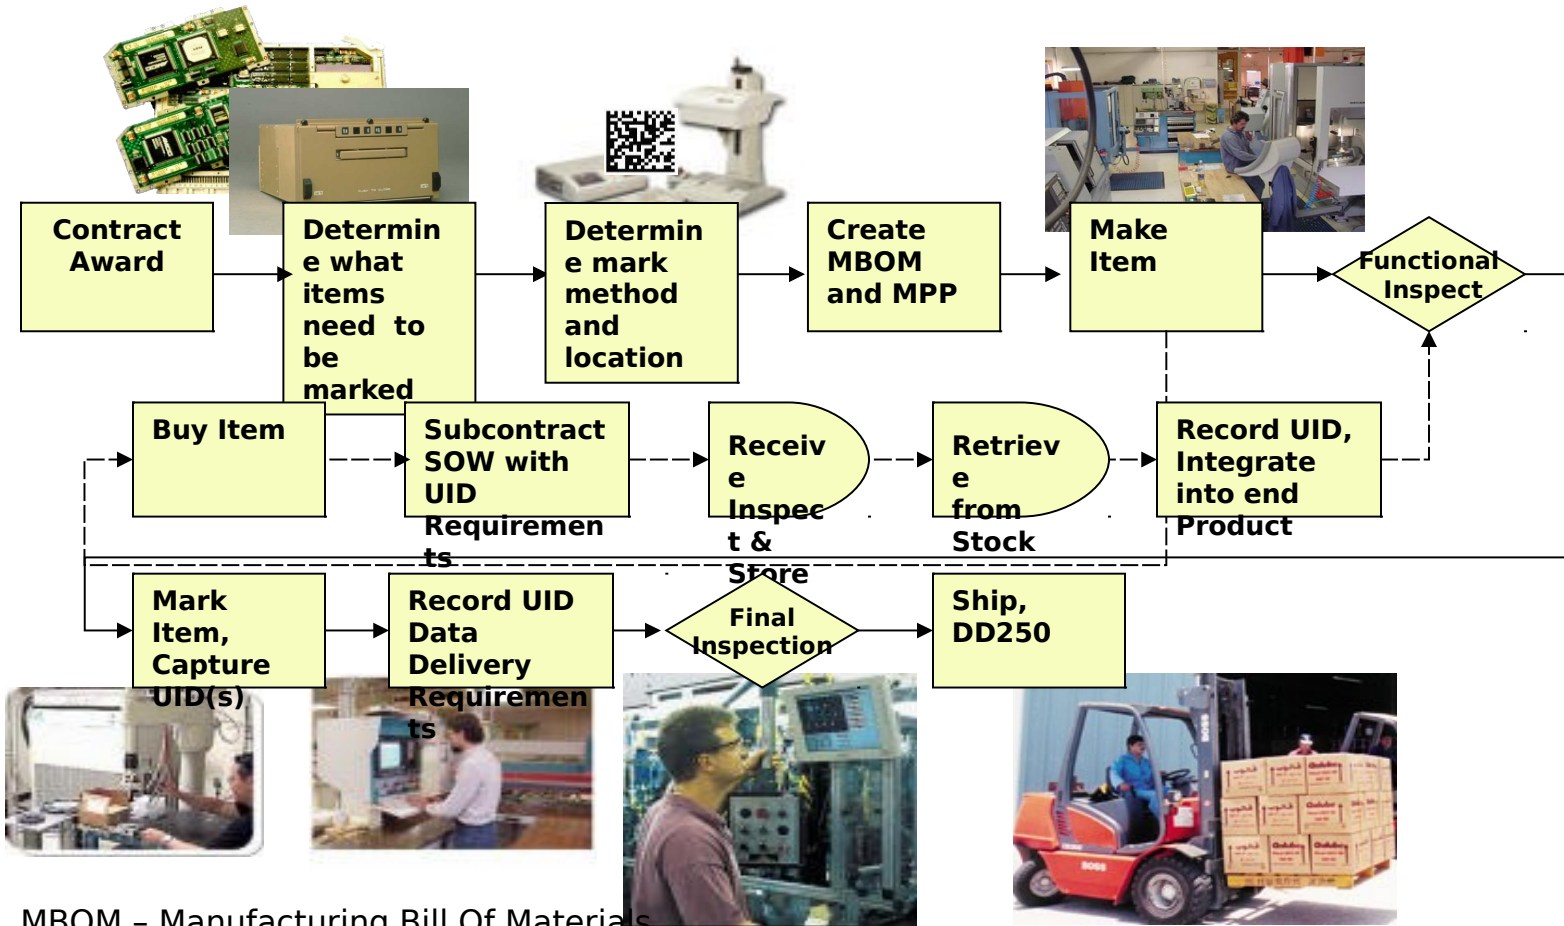 Contract
Award
Determin
e what
items
need to
be
marked
Determin
e mark
method
and
location
Create
MBOM
and MPP
Make
Item
Functional
Inspect
Buy Item
Subcontract
SOW with
UID
Requiremen
ts
Receiv
e
Inspec
t &
Store
Retriev
e
from
Stock
Record UID,
Integrate
into end
Product
Mark
Item,
Capture
UID(s)
Record UID
Data
Delivery
Requiremen
ts
Final
Inspection
Ship,
DD250
BOSS
BOSS
MBOM – Manufacturing Bill Of Materials